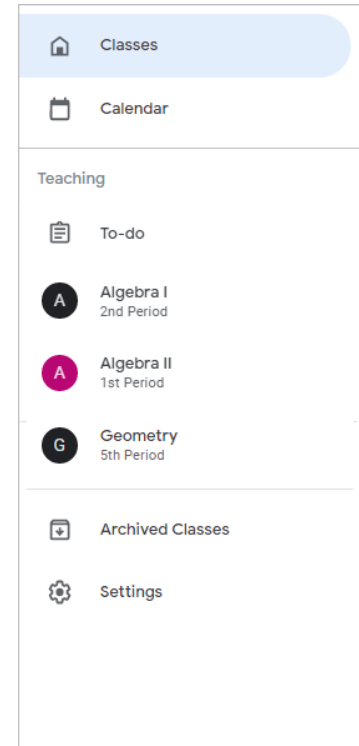 Classes
Calendar
Teaching
To-do
A
Algebra I
2nd Period
A
Algebra II
1st Period
G
Geometry
5th Period
Archived Classes
Settings